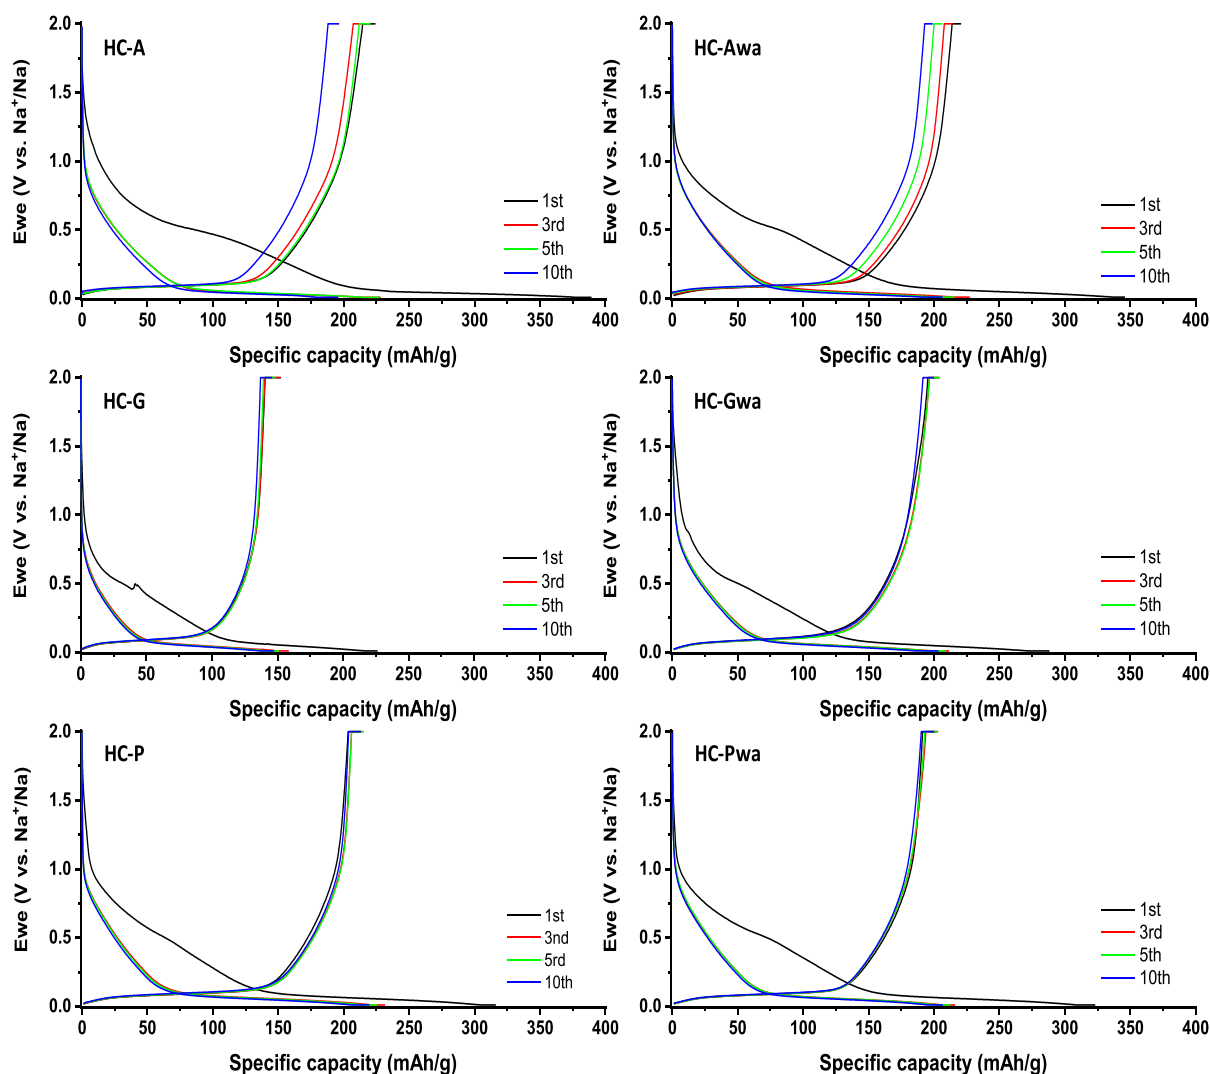 HC-A
Ewe (V vs. Na⁺/Na)
2.0
1.5
1.0
0.5
0.0
1st
3rd
5th
10th
0 50 100 150 200 250 300 350 400
Specific capacity (mAh/g)
HC-Awa
Ewe (V vs. Na⁺/Na)
2.0
1.5
1.0
0.5
0.0
1st
3rd
5th
10th
0 50 100 150 200 250 300 350 400
Specific capacity (mAh/g)
HC-G
Ewe (V vs. Na⁺/Na)
2.0
1.5
1.0
0.5
0.0
1st
3rd
5th
10th
0 50 100 150 200 250 300 350 400
Specific capacity (mAh/g)
HC-Gwa
Ewe (V vs. Na⁺/Na)
2.0
1.5
1.0
0.5
0.0
1st
3rd
5th
10th
0 50 100 150 200 250 300 350 400
Specific capacity (mAh/g)
HC-P
Ewe (V vs. Na⁺/Na)
2.0
1.5
1.0
0.5
0.0
1st
3nd
5rd
10th
0 50 100 150 200 250 300 350 400
Specific capacity (mAh/g)
HC-Pwa
Ewe (V vs. Na⁺/Na)
2.0
1.5
1.0
0.5
0.0
1st
3rd
5th
10th
0 50 100 150 200 250 300 350 400
Specific capacity (mAh/g)